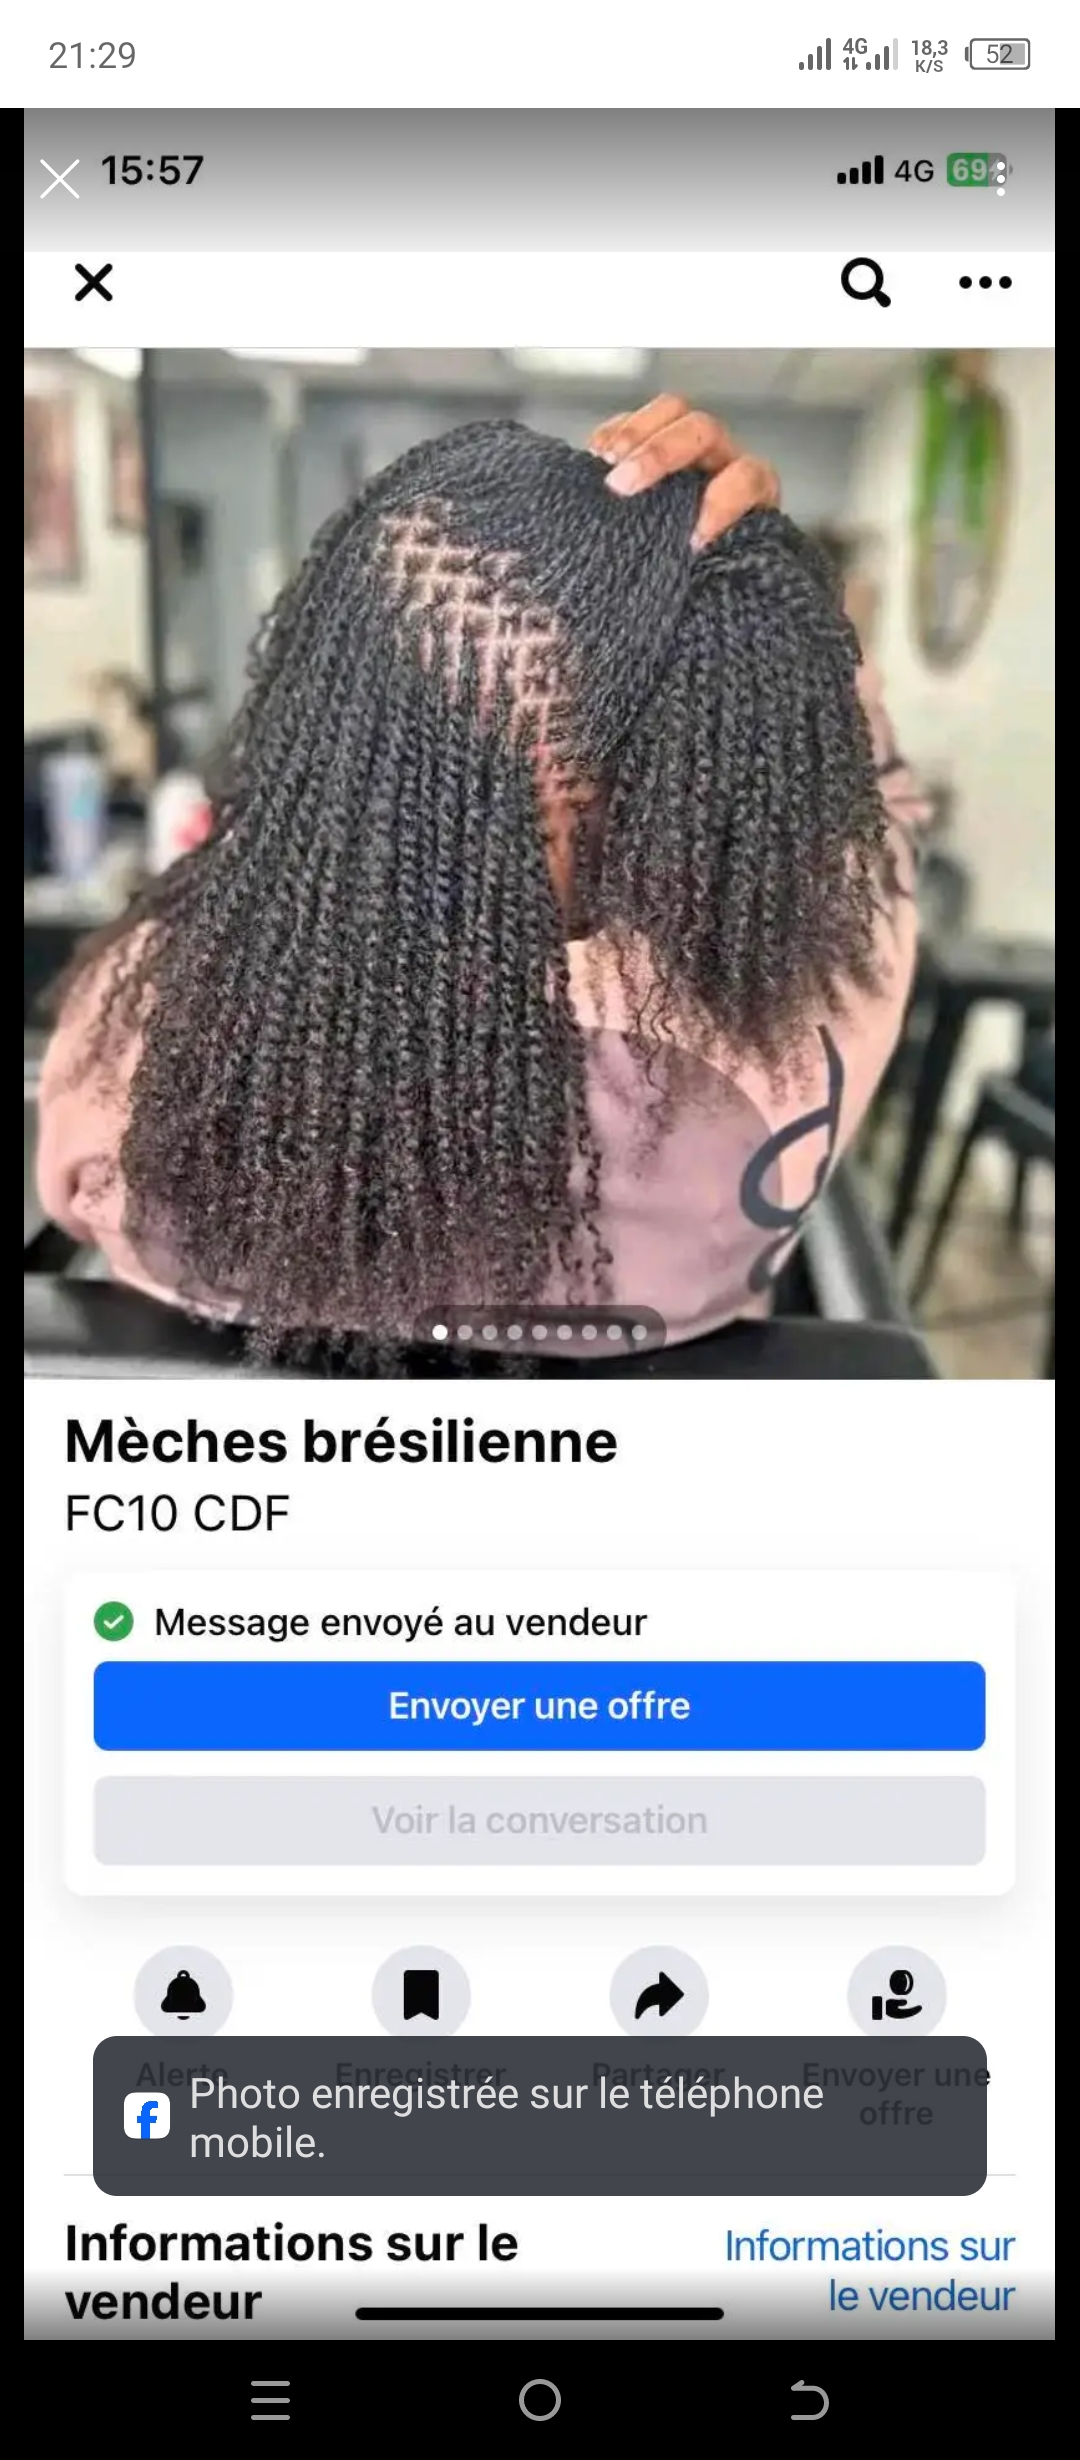 21:29
4G
18,3
K/S
52
15:57
4G
69
Mèches brésilienne
FC10 CDF
Message envoyé au vendeur
Envoyer une offre
Voir la conversation
Alerte
Enregistrer
Partager
Envoyer une
offre
Photo enregistrée sur le téléphone
mobile.
Informations sur le
vendeur
Informations sur
le vendeur